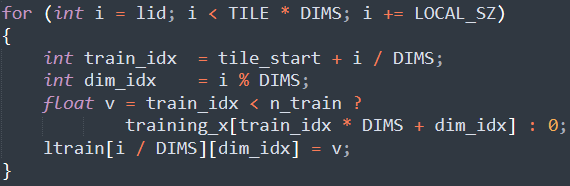 for (int i = lid; i < TILE * DIMS; i += LOCAL_SZ)
{
    int train_idx  = tile_start + i / DIMS;
    int dim_idx    = i % DIMS;
    float v = train_idx < n_train ?
            training_x[train_idx * DIMS + dim_idx] : 0;
    ltrain[i / DIMS][dim_idx] = v;
}